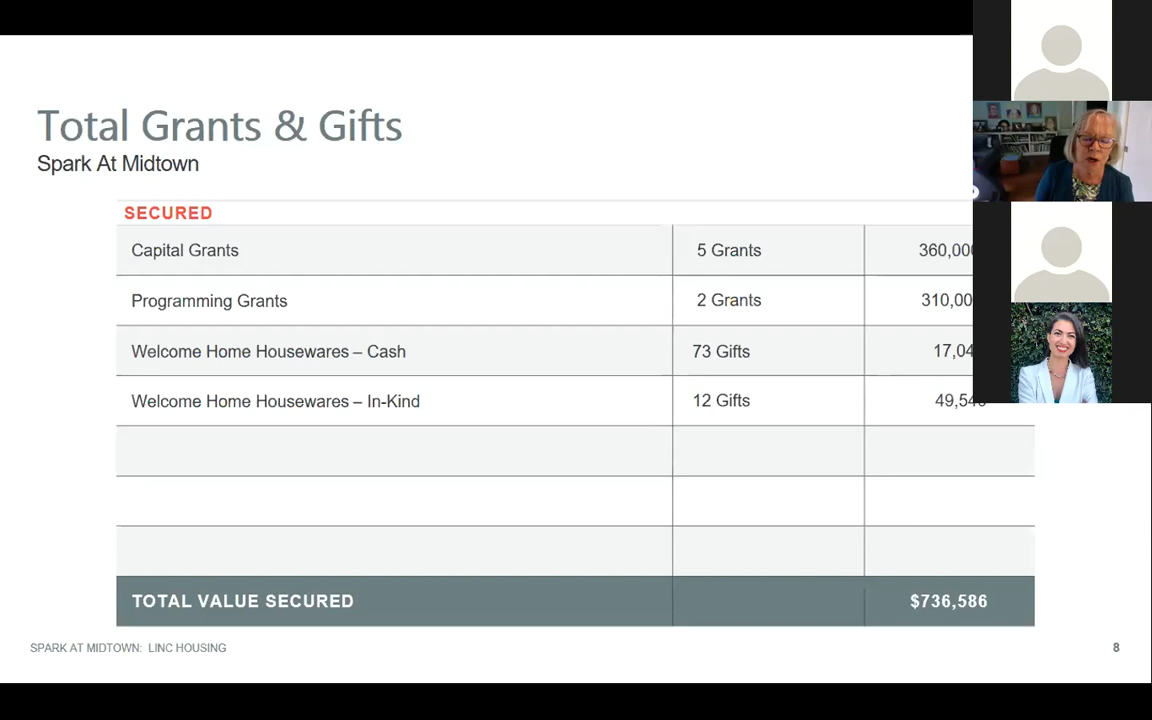 Total Grants & Gifts
Spark At Midtown
SECURED
Capital Grants 5 Grants
Programming Grants 2 Grants
Welcome Home Housewares – Cash 73 Gifts
Welcome Home Housewares – In-Kind 12 Gifts
TOTAL VALUE SECURED $736,586
SPARK AT MIDTOWN: LINC HOUSING 8